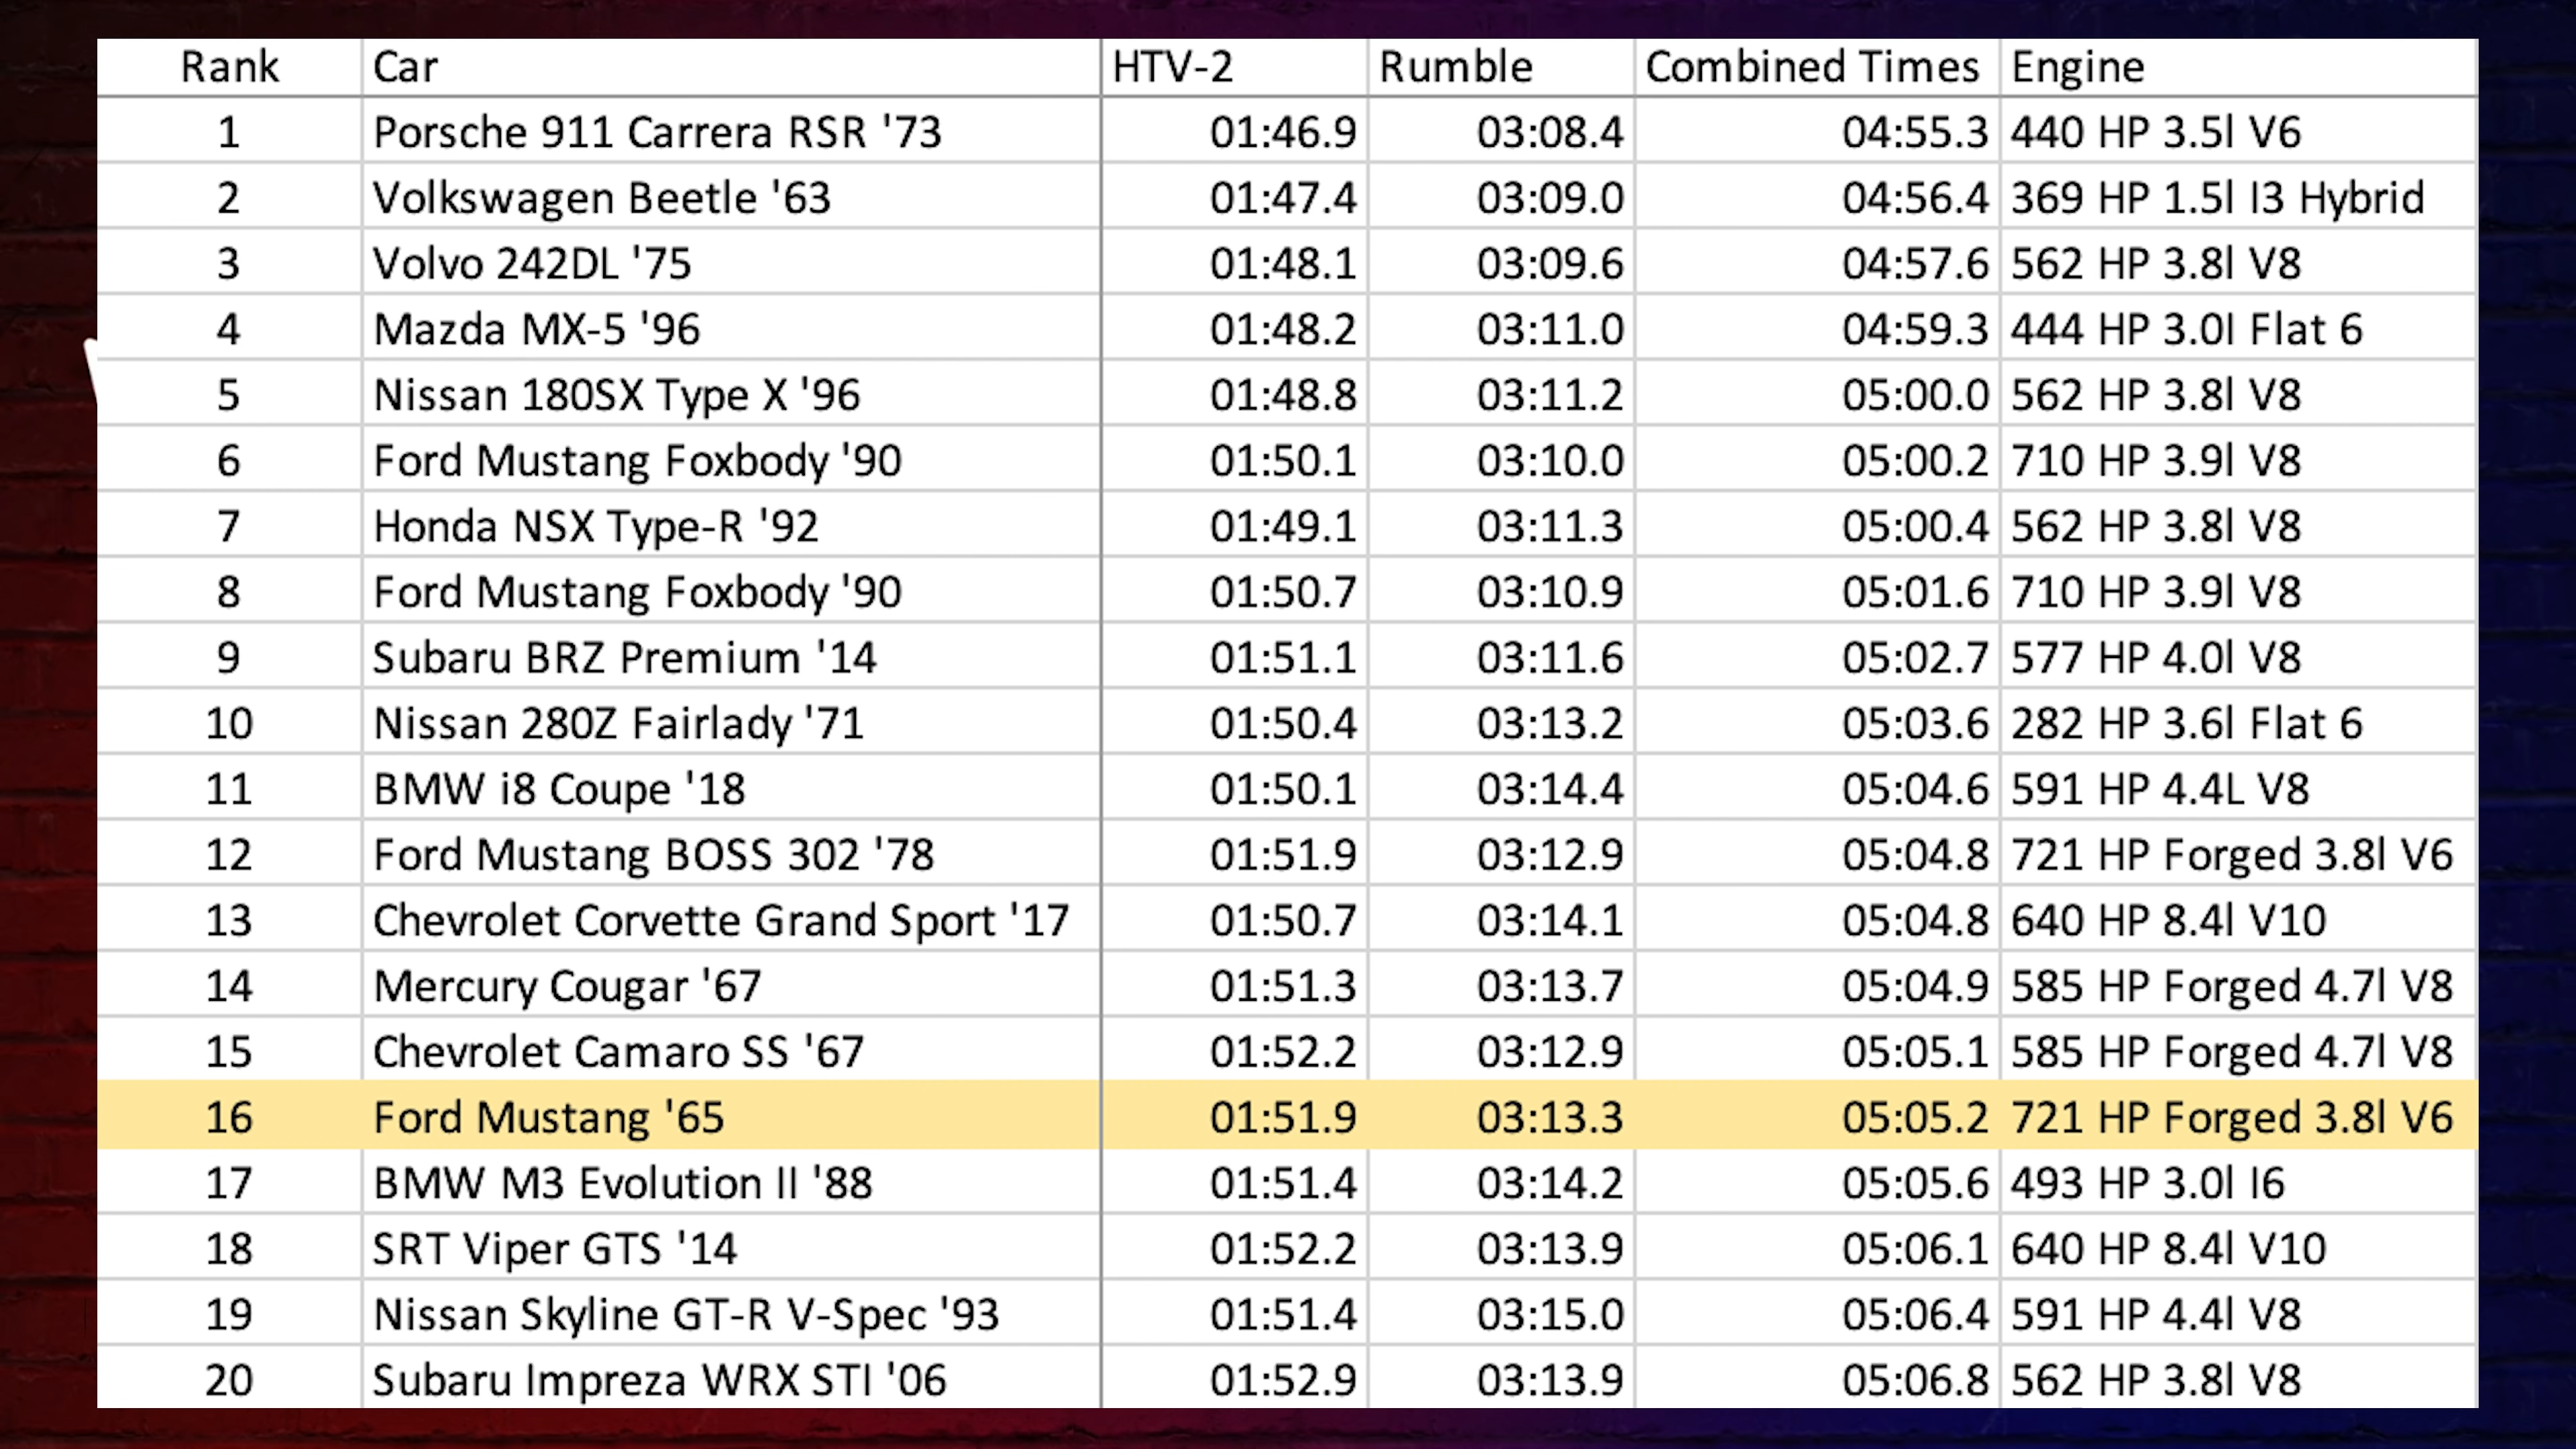 Rank Car HTV-2 Rumble Combined Times Engine
1 Porsche 911 Carrera RSR '73 01:46.9 03:08.4 04:55.3 440 HP 3.5l V6
2 Volkswagen Beetle '63 01:47.4 03:09.0 04:56.4 369 HP 1.5l I3 Hybrid
3 Volvo 242DL '75 01:48.1 03:09.6 04:57.6 562 HP 3.8l V8
4 Mazda MX-5 '96 01:48.2 03:11.0 04:59.3 444 HP 3.0l Flat 6
5 Nissan 180SX Type X '96 01:48.8 03:11.2 05:00.0 562 HP 3.8l V8
6 Ford Mustang Foxbody '90 01:50.1 03:10.0 05:00.2 710 HP 3.9l V8
7 Honda NSX Type-R '92 01:49.1 03:11.3 05:00.4 562 HP 3.8l V8
8 Ford Mustang Foxbody '90 01:50.7 03:10.9 05:01.6 710 HP 3.9l V8
9 Subaru BRZ Premium '14 01:51.1 03:11.6 05:02.7 577 HP 4.0l V8
10 Nissan 280Z Fairlady '71 01:50.4 03:13.2 05:03.6 282 HP 3.6l Flat 6
11 BMW i8 Coupe '18 01:50.1 03:14.4 05:04.6 591 HP 4.4L V8
12 Ford Mustang BOSS 302 '78 01:51.9 03:12.9 05:04.8 721 HP Forged 3.8l V6
13 Chevrolet Corvette Grand Sport '17 01:50.7 03:14.1 05:04.8 640 HP 8.4l V10
14 Mercury Cougar '67 01:51.3 03:13.7 05:04.9 585 HP Forged 4.7l V8
15 Chevrolet Camaro SS '67 01:52.2 03:12.9 05:05.1 585 HP Forged 4.7l V8
16 Ford Mustang '65 01:51.9 03:13.3 05:05.2 721 HP Forged 3.8l V6
17 BMW M3 Evolution II '88 01:51.4 03:14.2 05:05.6 493 HP 3.0l I6
18 SRT Viper GTS '14 01:52.2 03:13.9 05:06.1 640 HP 8.4l V10
19 Nissan Skyline GT-R V-Spec '93 01:51.4 03:15.0 05:06.4 591 HP 4.4l V8
20 Subaru Impreza WRX STI '06 01:52.9 03:13.9 05:06.8 562 HP 3.8l V8